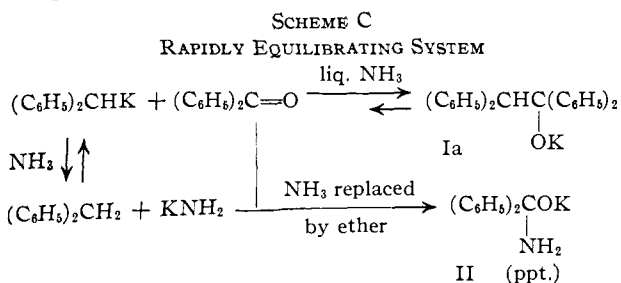 SCHEME C
RAPIDLY EQUILIBRATING SYSTEM
liq. NH₃
(C₆H₅)₂CHK + (C₆H₅)₂C=O (C₆H₅)₂CHC(C₆H₅)₂
Ia OK
NH₃
(C₆H₅)₂CH₂ + KNH₂ NH₃ replaced by ether (C₆H₅)₂COK
NH₂
II (ppt.)